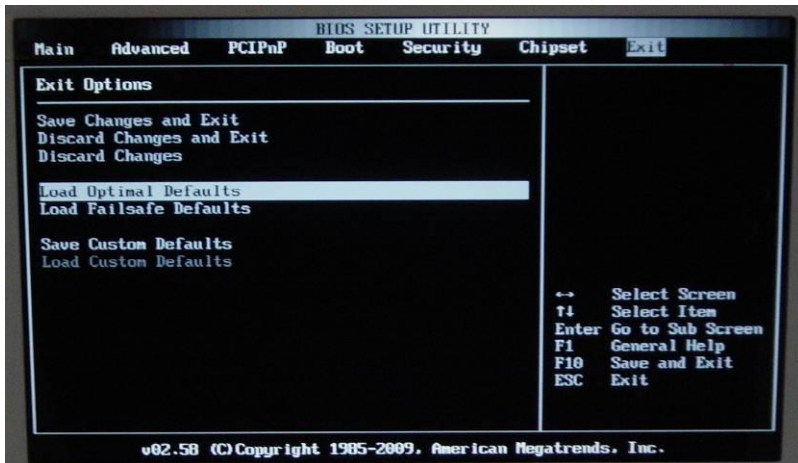 BIOS SETUP UTILITY
Main Advanced PCIPnP Boot Security Chipset Exit
Exit Options
Save Changes and Exit
Discard Changes and Exit
Discard Changes
Load Optimal Defaults
Load Failsafe Defaults
Save Custom Defaults
Load Custom Defaults
↔ Select Screen
↑↓ Select Item
Enter Go to Sub Screen
F1 General Help
F10 Save and Exit
ESC Exit
v02.58 (C)Copyright 1985-2009, American Megatrends, Inc.